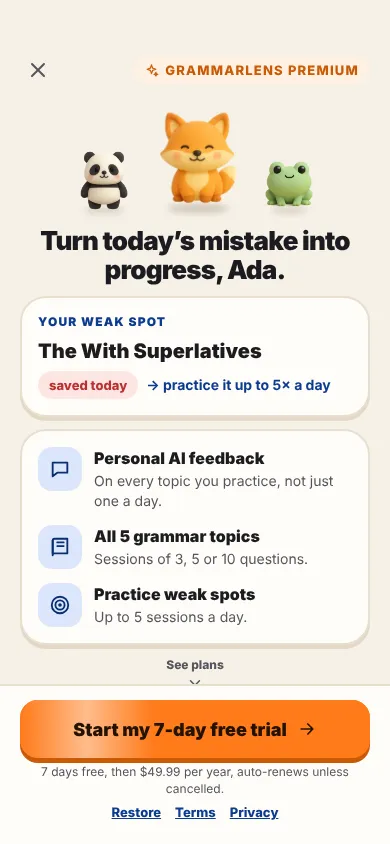 GRAMMARLENS PREMIUM
Turn today’s mistake into
progress, Ada.
YOUR WEAK SPOT
The With Superlatives
saved today → practice it up to 5× a day
Personal AI feedback
On every topic you practice, not just
one a day.
All 5 grammar topics
Sessions of 3, 5 or 10 questions.
Practice weak spots
Up to 5 sessions a day.
See plans
Start my 7-day free trial →
7 days free, then $49.99 per year, auto-renews unless
cancelled.
Restore Terms Privacy